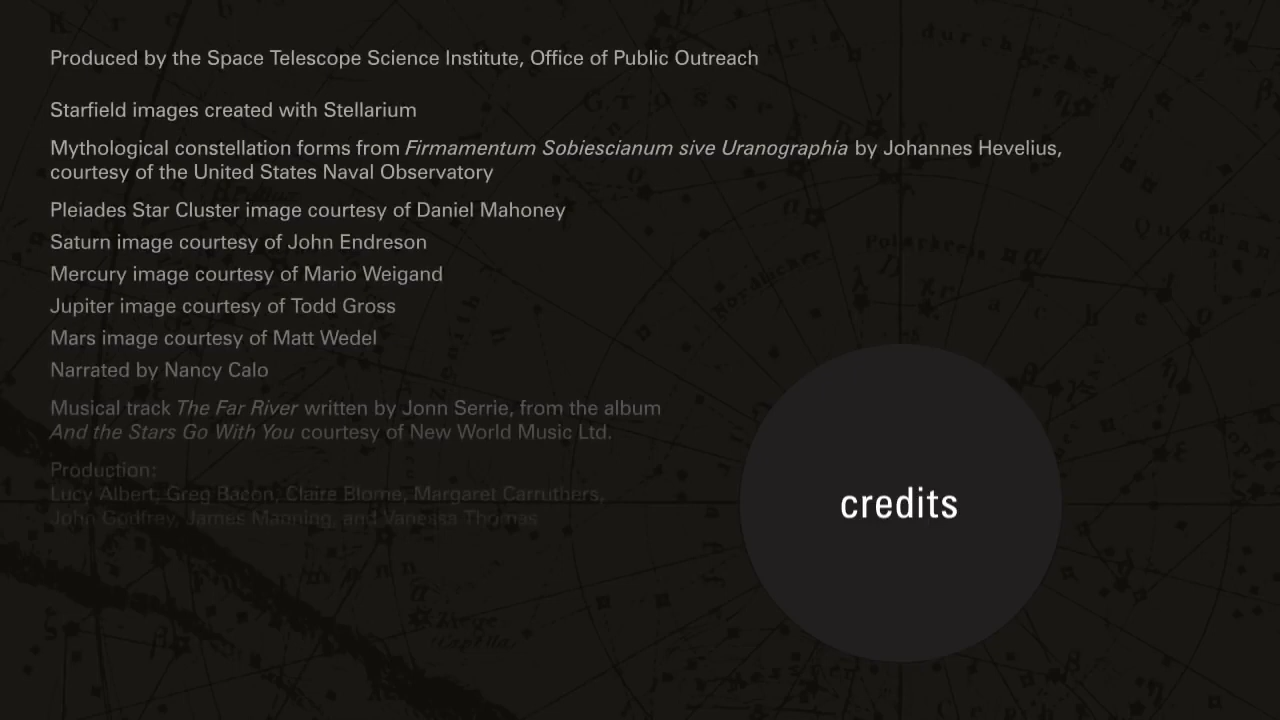 Produced by the Space Telescope Science Institute, Office of Public Outreach
Starfield images created with Stellarium
Mythological constellation forms from Firmamentum Sobiescianum sive Uranographia by Johannes Hevelius,
courtesy of the United States Naval Observatory
Pleiades Star Cluster image courtesy of Daniel Mahoney
Saturn image courtesy of John Endreson
Mercury image courtesy of Mario Weigand
Jupiter image courtesy of Todd Gross
Mars image courtesy of Matt Wedel
Narrated by Nancy Calo
Musical track The Far River written by Jonn Serrie, from the album
And the Stars Go With You courtesy of New World Music Ltd.
Production:
Lucy Albert, Greg Bacon, Claire Blome, Margaret Carruthers,
John Godfrey, James Manning, and Vanessa Thomas
credits